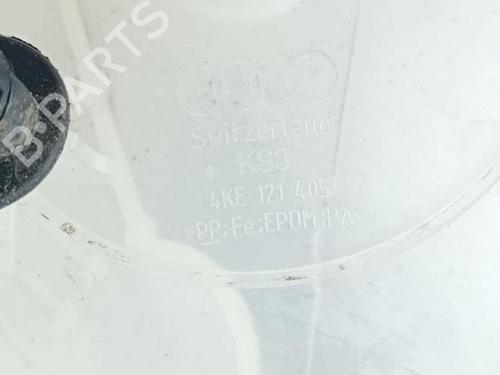 B-PARTS
Switzerland
KS3
4KE 121 405 A
>PP:Fe:EPDM:PA<